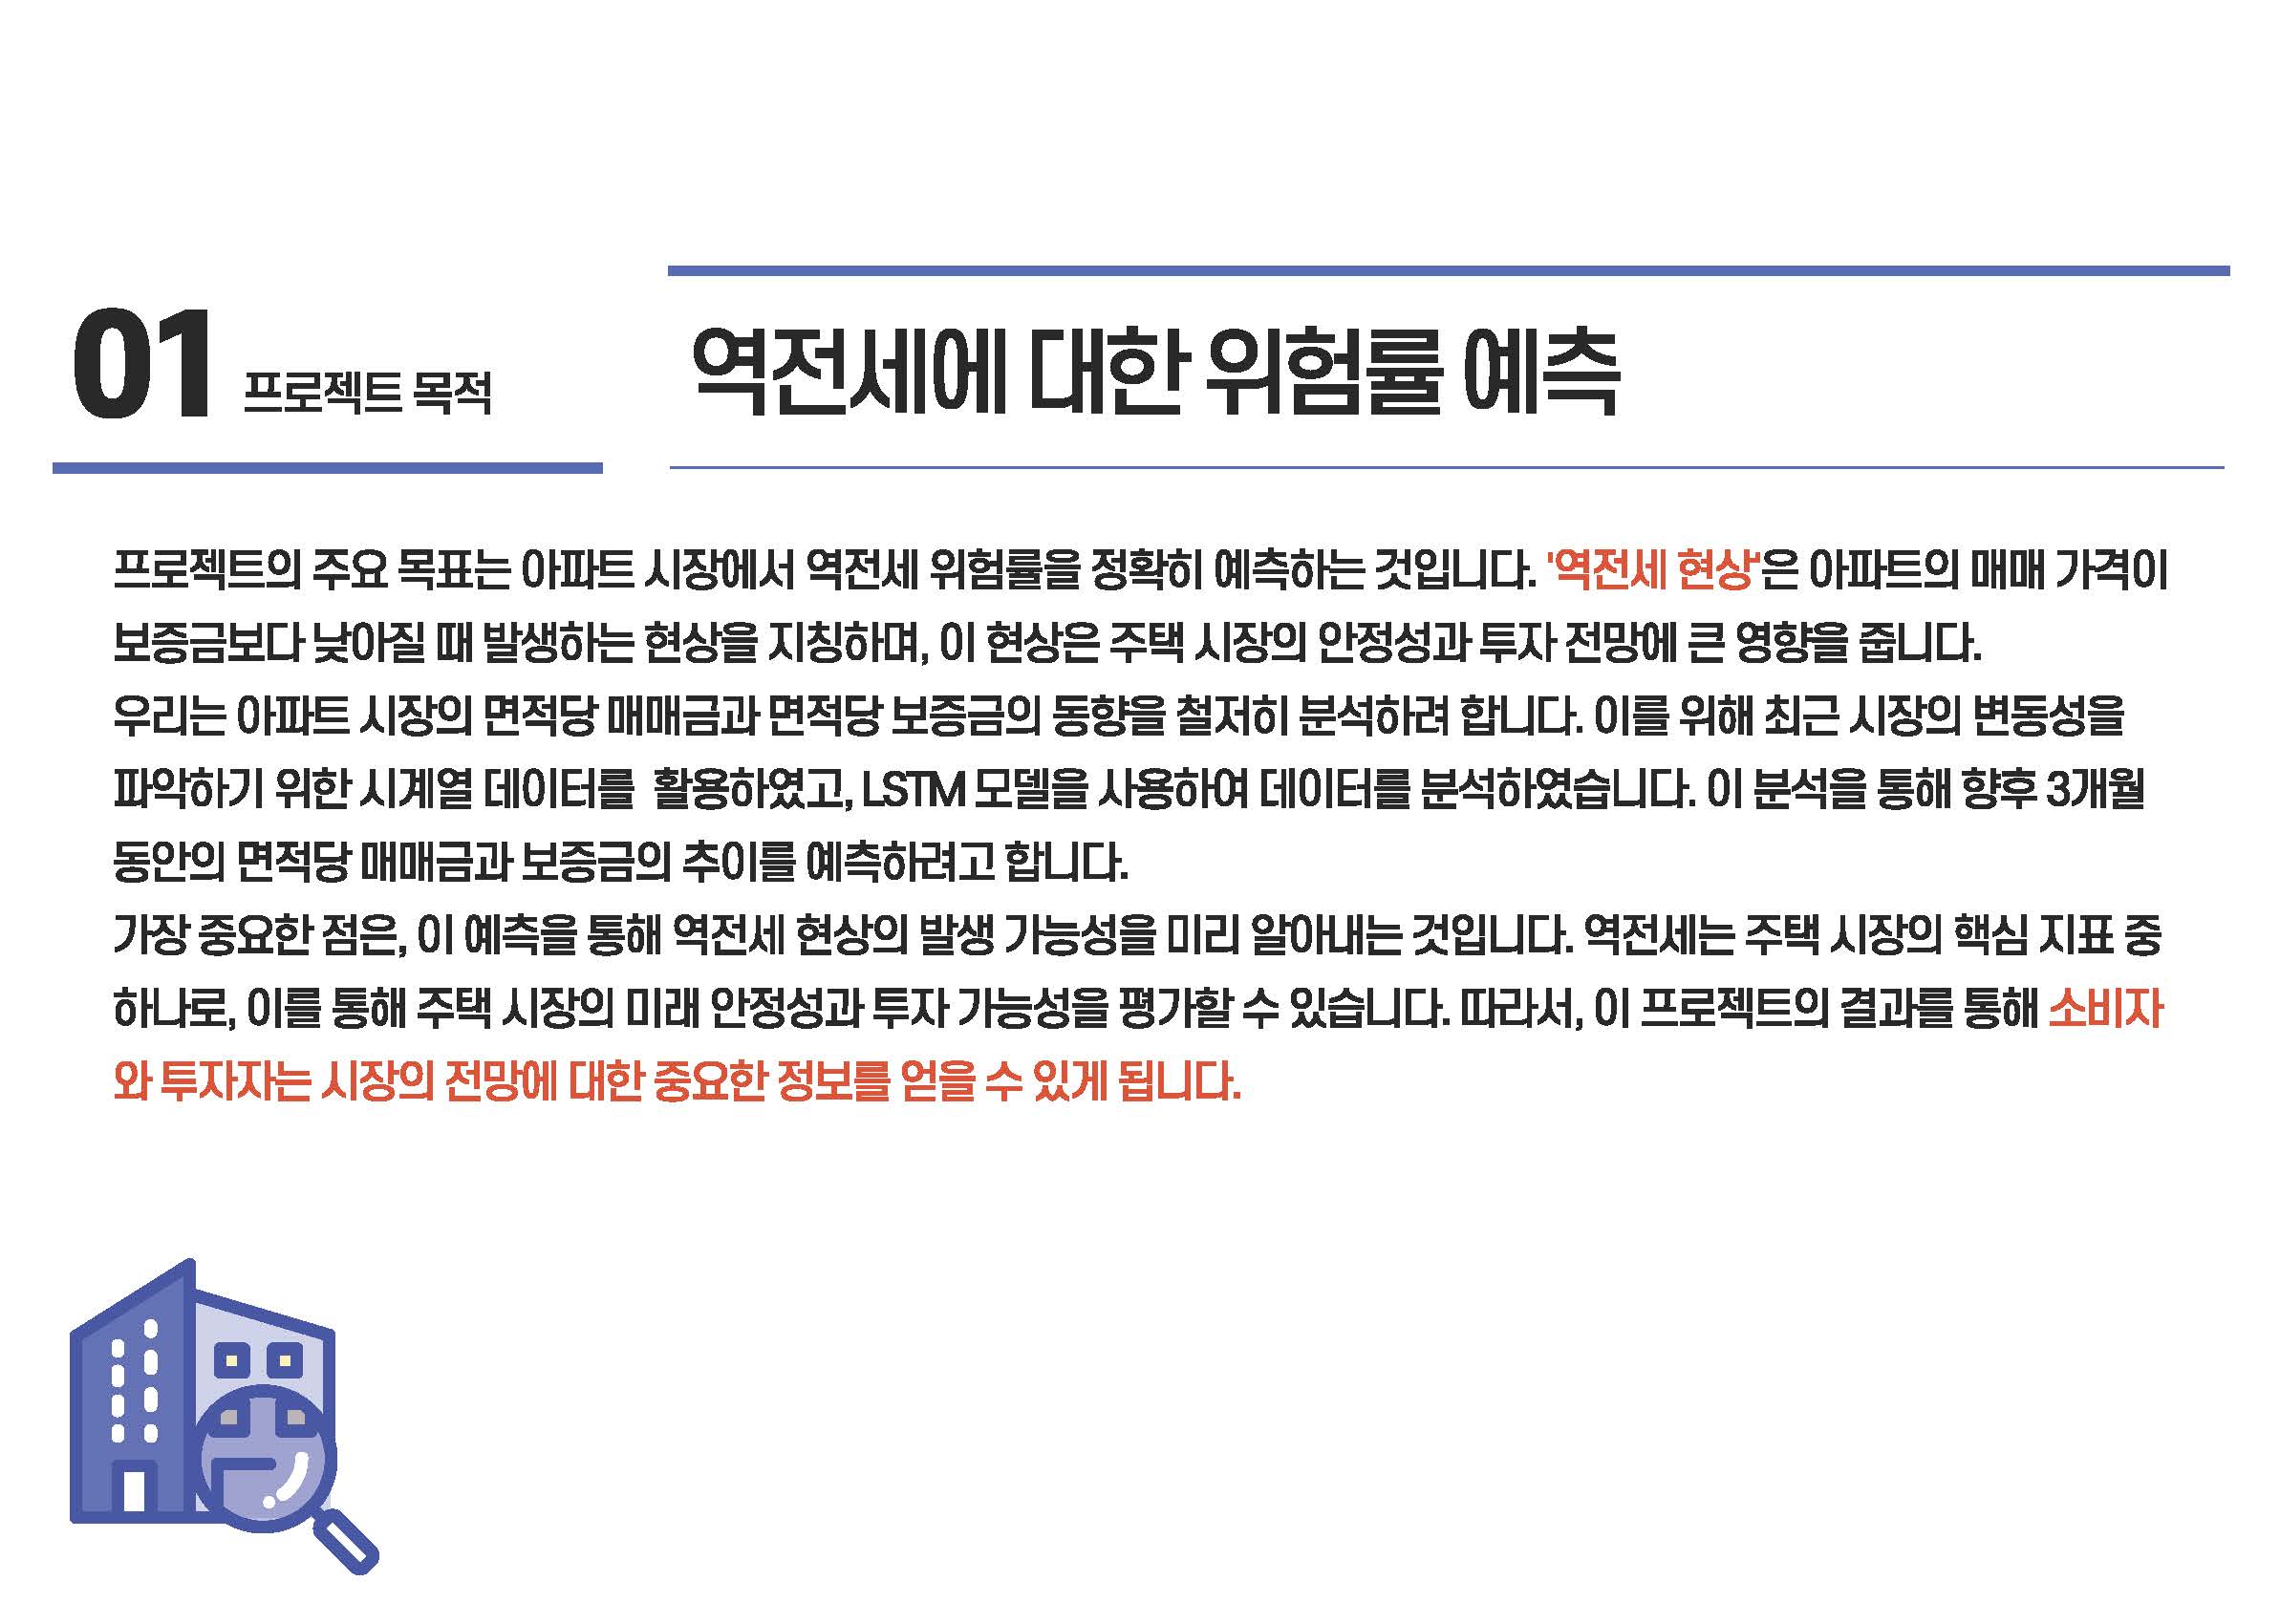 01 프로젝트 목적
역전세에 대한 위험률 예측
프로젝트의 주요 목표는 아파트 시장에서 역전세 위험률을 정확히 예측하는 것입니다. '역전세 현상'은 아파트의 매매 가격이
보증금보다 낮아질 때 발생하는 현상을 지칭하며, 이 현상은 주택 시장의 안정성과 투자 전망에 큰 영향을 줍니다.
우리는 아파트 시장의 면적당 매매금과 면적당 보증금의 동향을 철저히 분석하려 합니다. 이를 위해 최근 시장의 변동성을
파악하기 위한 시계열 데이터를 활용하였고, LSTM 모델을 사용하여 데이터를 분석하였습니다. 이 분석을 통해 향후 3개월
동안의 면적당 매매금과 보증금의 추이를 예측하려고 합니다.
가장 중요한 점은, 이 예측을 통해 역전세 현상의 발생 가능성을 미리 알아내는 것입니다. 역전세는 주택 시장의 핵심 지표 중
하나로, 이를 통해 주택 시장의 미래 안정성과 투자 가능성을 평가할 수 있습니다. 따라서, 이 프로젝트의 결과를 통해 소비자
와 투자자는 시장의 전망에 대한 중요한 정보를 얻을 수 있게 됩니다.